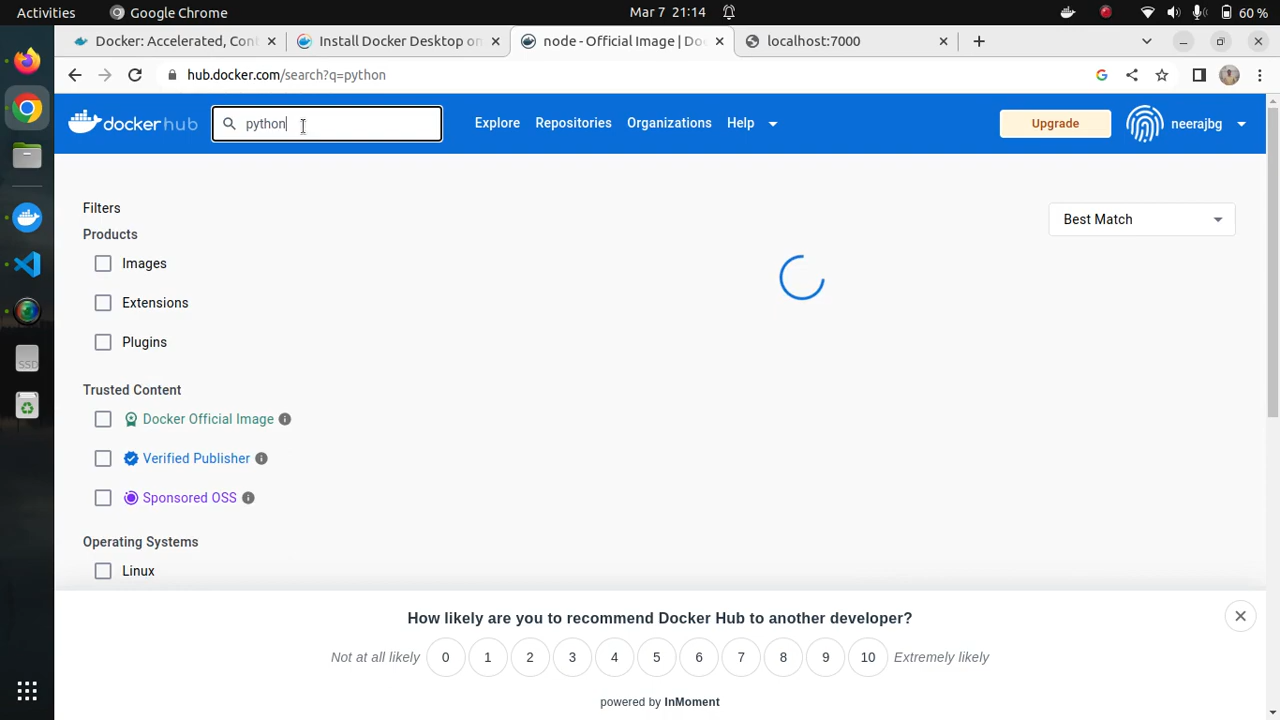 Activities
Google Chrome
Mar 7 21:14
60 %
Docker: Accelerated, Cont
Install Docker Desktop on
node - Official Image | Doc
localhost:7000
hub.docker.com/search?q=python
docker hub
python
Explore
Repositories
Organizations
Help
Upgrade
neerajbg
Filters
Products
Best Match
Images
Extensions
Plugins
Trusted Content
Docker Official Image
Verified Publisher
Sponsored OSS
Operating Systems
Linux
How likely are you to recommend Docker Hub to another developer?
Not at all likely 0 1 2 3 4 5 6 7 8 9 10 Extremely likely
powered by InMoment
SSD